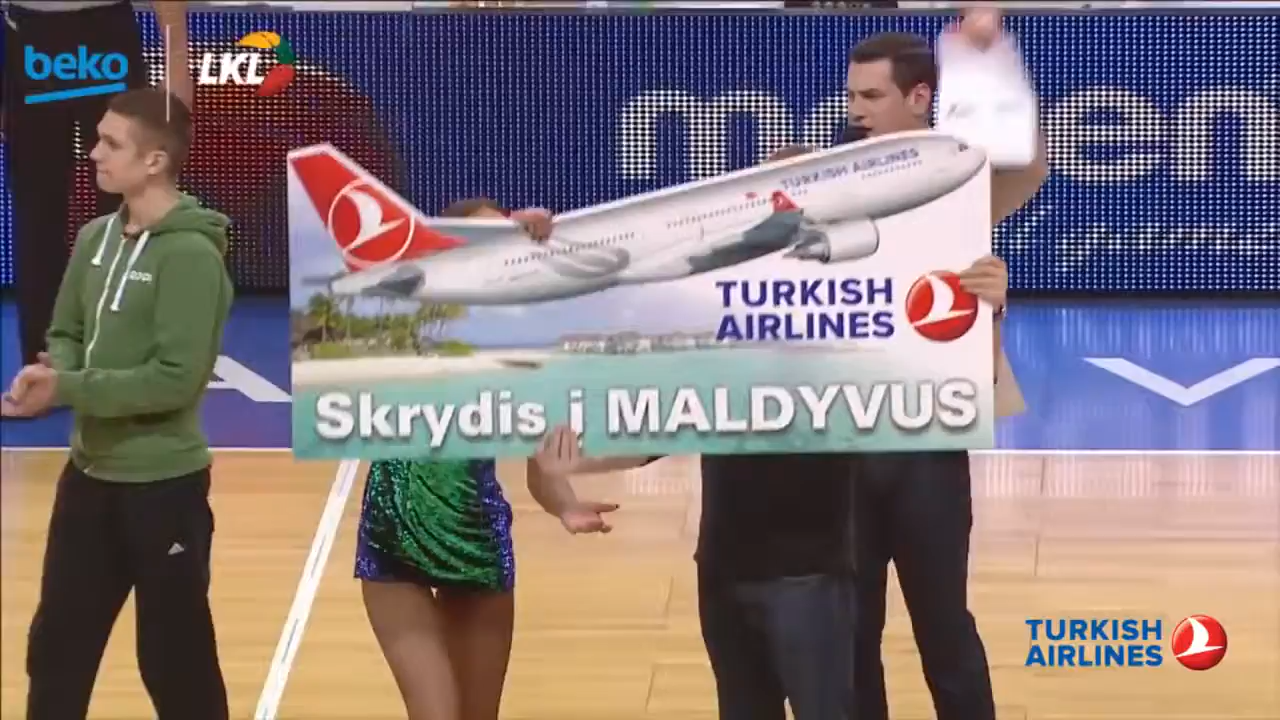 beko
LKL
TURKISH AIRLINES
TURKISH
AIRLINES
Skrydis į MALDYVUS
TURKISH
AIRLINES